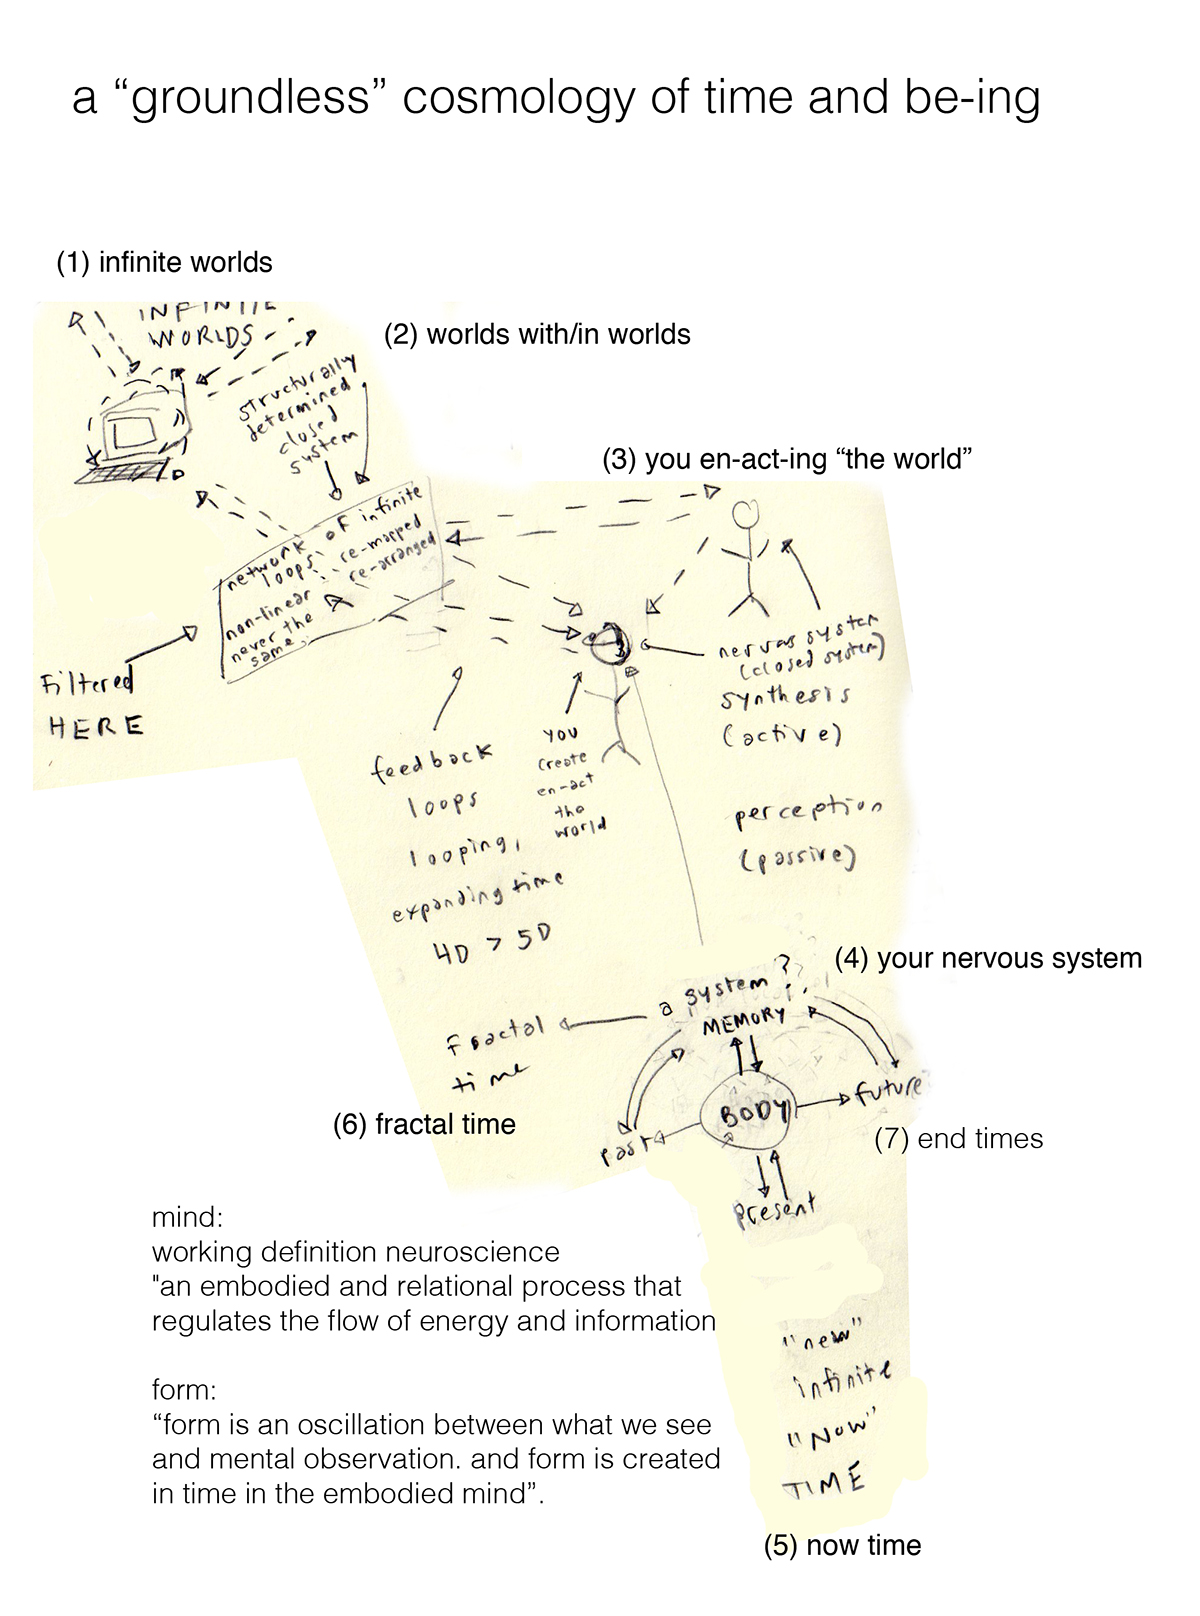 a “groundless” cosmology of time and be-ing
(1) infinite worlds
INFINITE
WORLDS
(2) worlds with/in worlds
structurally
determined
closed
system
(3) you en-act-ing “the world”
network of infinite
loops re-mapped
re-arranged
non-linear
never the
same
Filtered
HERE
nervous system
(closed system)
synthesis
(active)
perception
(passive)
feedback
loops
looping,
expanding time
4D > 5D
you
create
en-act
the
world
(4) your nervous system
a system ??
MEMORY
fractal
time
BODY
future
past
present
(6) fractal time
(7) end times
mind:
working definition neuroscience
"an embodied and relational process that
regulates the flow of energy and information
form:
“form is an oscillation between what we see
and mental observation. and form is created
in time in the embodied mind”.
"new"
infinite
"NOW"
TIME
(5) now time